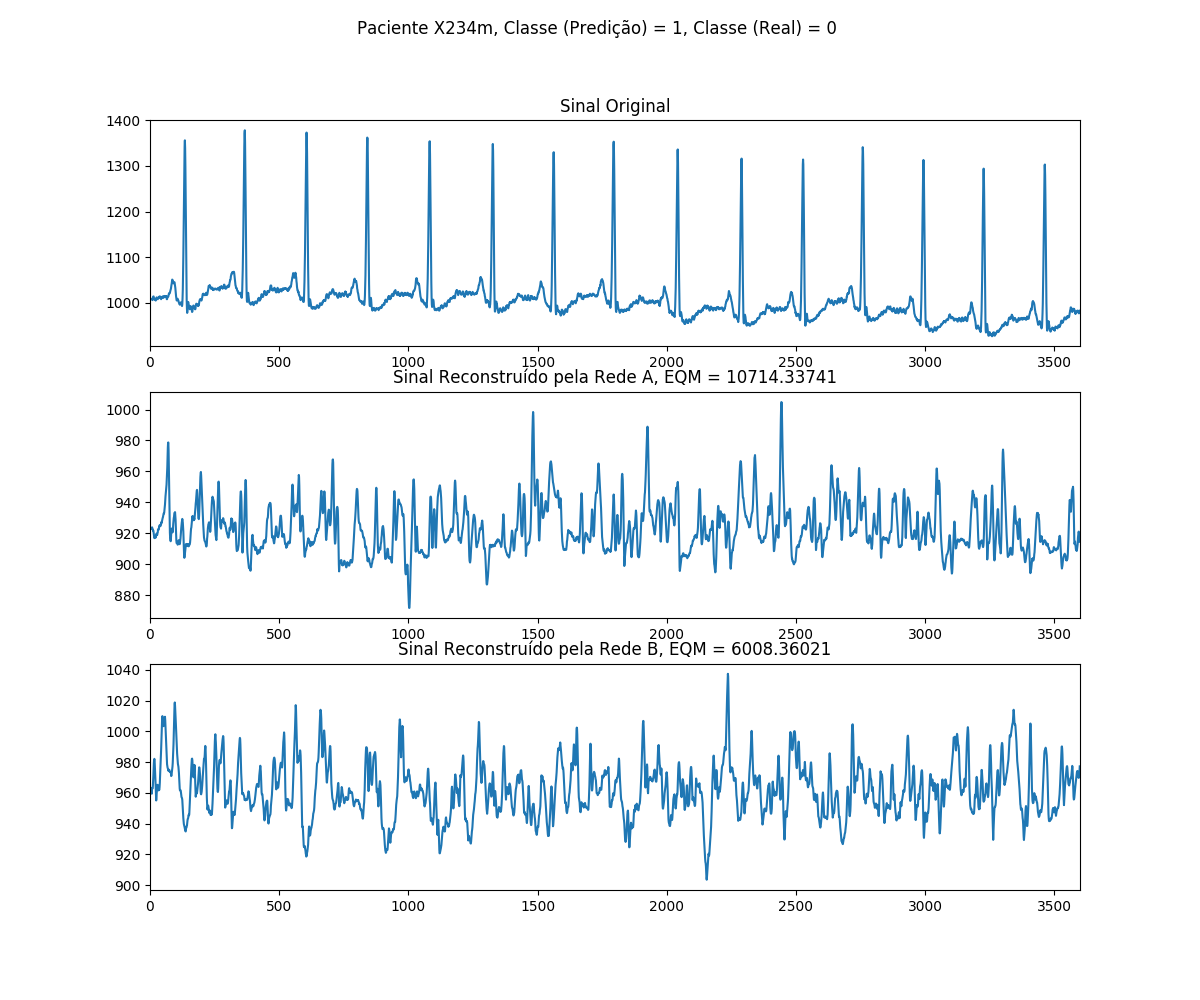 Paciente X234m, Classe (Predição) = 1, Classe (Real) = 0
Sinal Original
1400
1300
1200
1100
1000
0 500 1000 1500 2000 2500 3000 3500
Sinal Reconstruído pela Rede A, EQM = 10714.33741
1000
980
960
940
920
900
880
0 500 1000 1500 2000 2500 3000 3500
Sinal Reconstruído pela Rede B, EQM = 6008.36021
1040
1020
1000
980
960
940
920
900
0 500 1000 1500 2000 2500 3000 3500